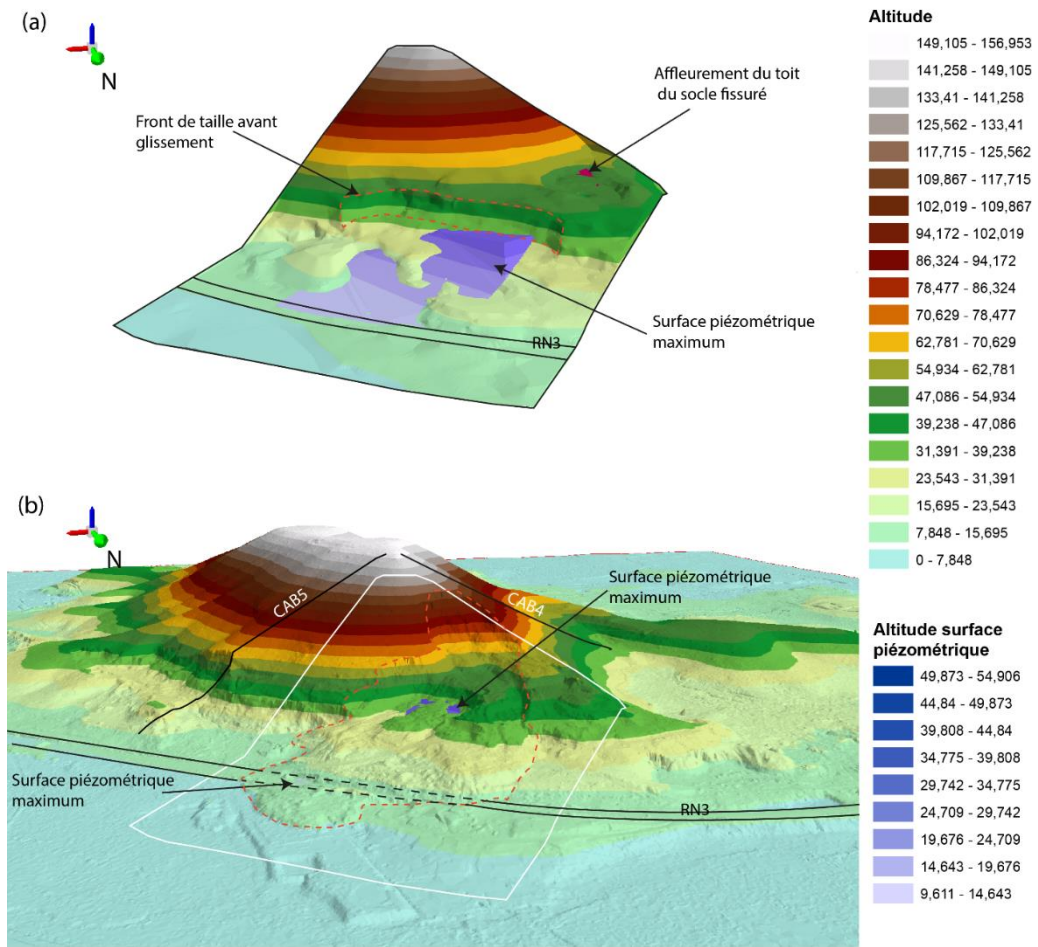 (a)
N
Front de taille avant
glissement
Affleurement du toit
du socle fissuré
Surface piézométrique
maximum
RN3
Altitude
149,105 - 156,953
141,258 - 149,105
133,41 - 141,258
125,562 - 133,41
117,715 - 125,562
109,867 - 117,715
102,019 - 109,867
94,172 - 102,019
86,324 - 94,172
78,477 - 86,324
70,629 - 78,477
62,781 - 70,629
54,934 - 62,781
47,086 - 54,934
39,238 - 47,086
31,391 - 39,238
23,543 - 31,391
15,695 - 23,543
7,848 - 15,695
0 - 7,848
(b)
N
CAB5
CAB4
Surface piézométrique
maximum
Surface piézométrique
maximum
RN3
Altitude surface
piézométrique
49,873 - 54,906
44,84 - 49,873
39,808 - 44,84
34,775 - 39,808
29,742 - 34,775
24,709 - 29,742
19,676 - 24,709
14,643 - 19,676
9,611 - 14,643